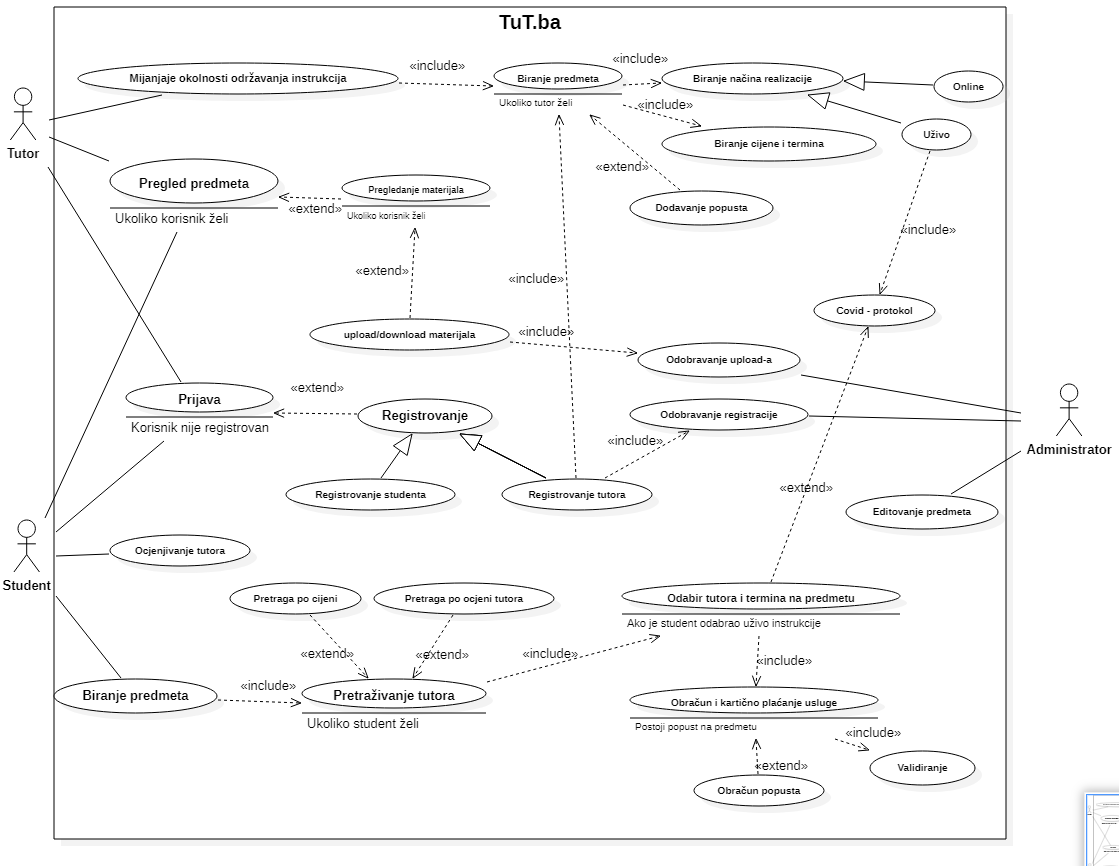 TuT.ba
«include»
«include»
Mijanjaje okolnosti održavanja instrukcija
Biranje predmeta
Biranje načina realizacije
Online
Ukoliko tutor želi
«include»
Uživo
Biranje cijene i termina
Tutor
«extend»
Pregled predmeta
Pregledanje materijala
Dodavanje popusta
«extend»
Ukoliko korisnik želi
Ukoliko korisnik želi
«include»
«extend»
«include»
Covid - protokol
upload/download materijala
«include»
Odobravanje upload-a
«extend»
Prijava
Registrovanje
Odobravanje registracije
Korisnik nije registrovan
«include»
Administrator
«extend»
Registrovanje studenta
Registrovanje tutora
Editovanje predmeta
Ocjenjivanje tutora
Student
Pretraga po cijeni
Pretraga po ocjeni tutora
Odabir tutora i termina na predmetu
Ako je student odabrao uživo instrukcije
«extend»
«extend»
«include»
«include»
«include»
Biranje predmeta
Pretraživanje tutora
Obračun i kartično plaćanje usluge
Ukoliko student želi
Postoji popust na predmetu
«include»
«extend»
Validiranje
Obračun popusta